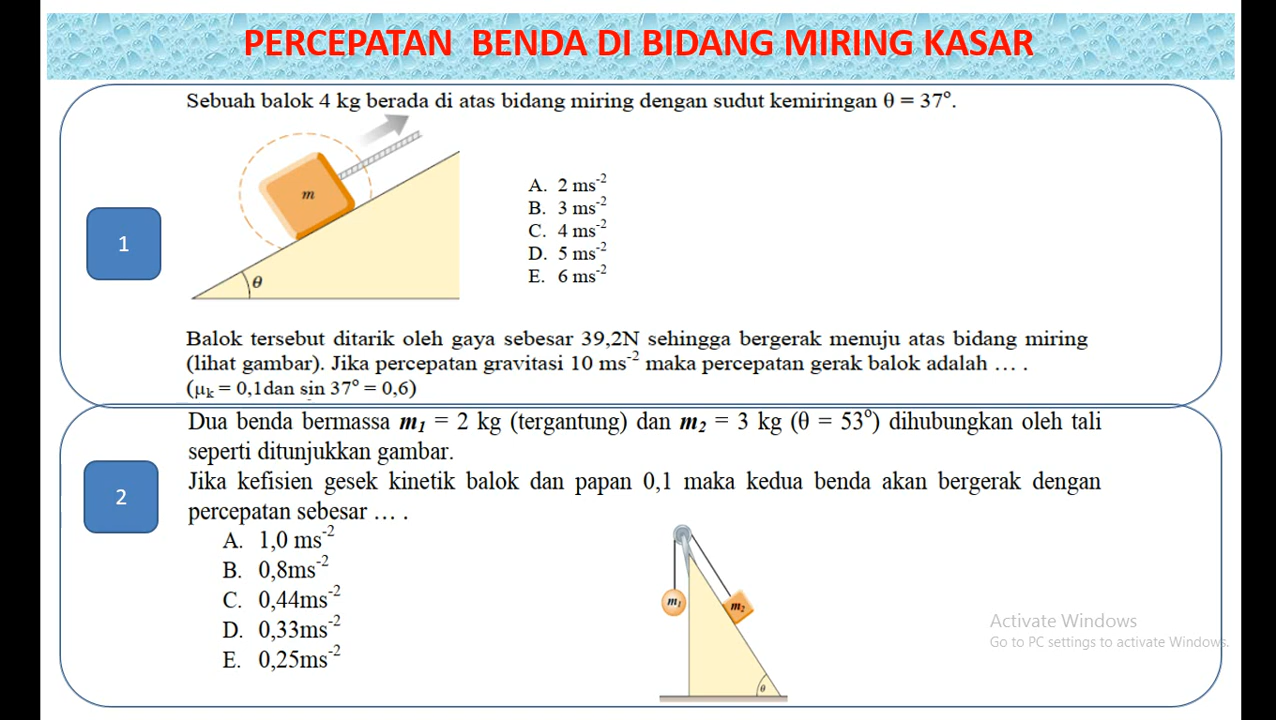 PERCEPATAN BENDA DI BIDANG MIRING KASAR
1
Sebuah balok 4 kg berada di atas bidang miring dengan sudut kemiringan θ = 37°.
m
θ
A. 2 ms⁻²
B. 3 ms⁻²
C. 4 ms⁻²
D. 5 ms⁻²
E. 6 ms⁻²
Balok tersebut ditarik oleh gaya sebesar 39,2N sehingga bergerak menuju atas bidang miring
(lihat gambar). Jika percepatan gravitasi 10 ms⁻² maka percepatan gerak balok adalah … .
(μk = 0,1dan sin 37° = 0,6)
2
Dua benda bermassa m₁ = 2 kg (tergantung) dan m₂ = 3 kg (θ = 53°) dihubungkan oleh tali
seperti ditunjukkan gambar.
Jika kefisien gesek kinetik balok dan papan 0,1 maka kedua benda akan bergerak dengan
percepatan sebesar … .
A. 1,0 ms⁻²
B. 0,8ms⁻²
C. 0,44ms⁻²
D. 0,33ms⁻²
E. 0,25ms⁻²
m₁
m₂
θ
Activate Windows
Go to PC settings to activate Windows.